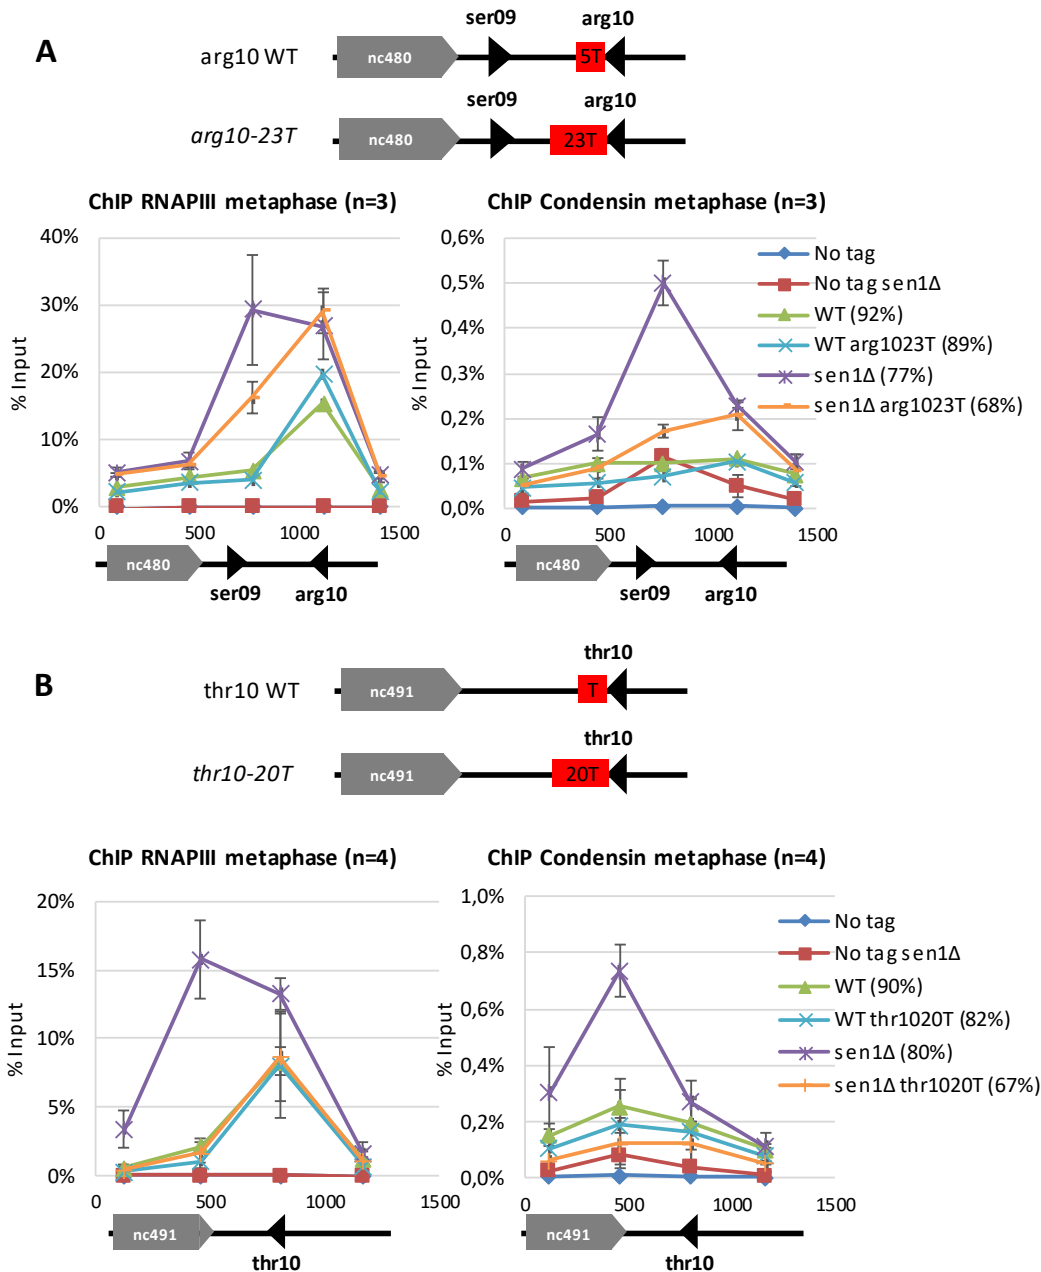 A
ser09 arg10
arg10 WT nc480 5T
ser09 arg10
arg10-23T nc480 23T
ChIP RNAPIII metaphase (n=3)
% Input
40%
30%
20%
10%
0%
0 500 1000 1500
nc480
ser09 arg10
ChIP Condensin metaphase (n=3)
% Input
0,6%
0,5%
0,4%
0,3%
0,2%
0,1%
0,0%
0 500 1000 1500
nc480
ser09 arg10
No tag
No tag sen1Δ
WT (92%)
WT arg1023T (89%)
sen1Δ (77%)
sen1Δ arg1023T (68%)
B
thr10
thr10 WT nc491 T
thr10
thr10-20T nc491 20T
ChIP RNAPIII metaphase (n=4)
% Input
20%
15%
10%
5%
0%
0 500 1000 1500
nc491
thr10
ChIP Condensin metaphase (n=4)
% Input
1,0%
0,8%
0,6%
0,4%
0,2%
0,0%
0 500 1000 1500
nc491
thr10
No tag
No tag sen1Δ
WT (90%)
WT thr1020T (82%)
sen1Δ (80%)
sen1Δ thr1020T (67%)